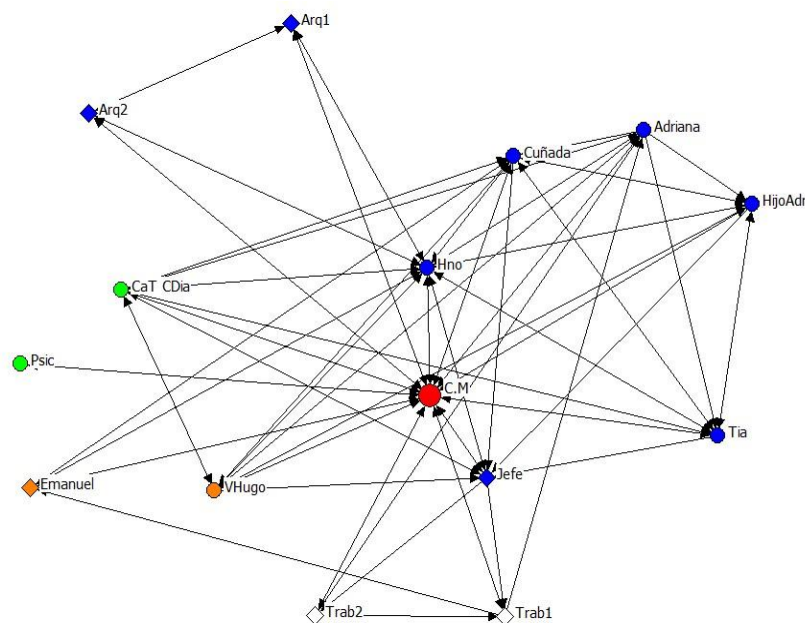 Arq1
Arq2
Adriana
Cuñada
HijoAdr
Hno
CaT CDia
Psic
C.M
Tia
Jefe
Emanuel
VHugo
Trab2
Trab1